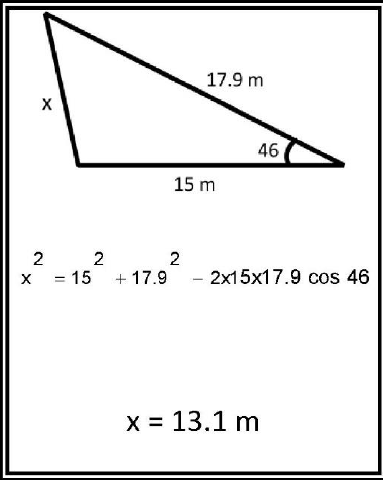 17.9 m
x
46
15 m
x² = 15² + 17.9² − 2x15x17.9 cos 46
x = 13.1 m